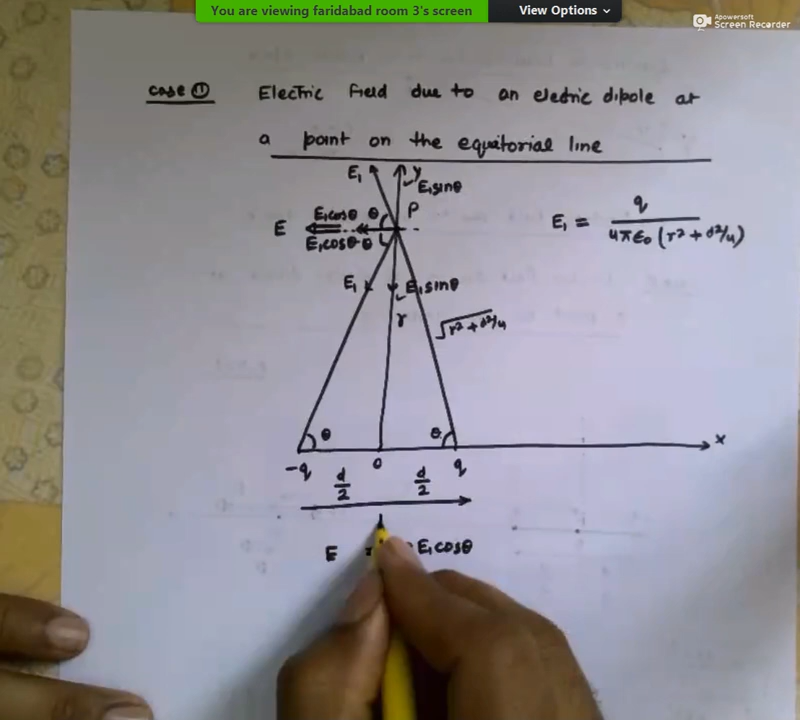 You are viewing faridabad room 3's screen
View Options
Apowersoft
Screen Recorder
case ①
Electric Field due to an electric dipole at
a point on the equitorial line
E₁
y
E₁sinθ
E₁cosθ
θ
P
E
E₁cosθ
θ
E₁ = q / 4πε₀ (r² + d²/4)
E₁
E₁sinθ
r
√r² + d²/4
θ
θ
x
-q
0
q
d/2
d/2
E
E₁cosθ